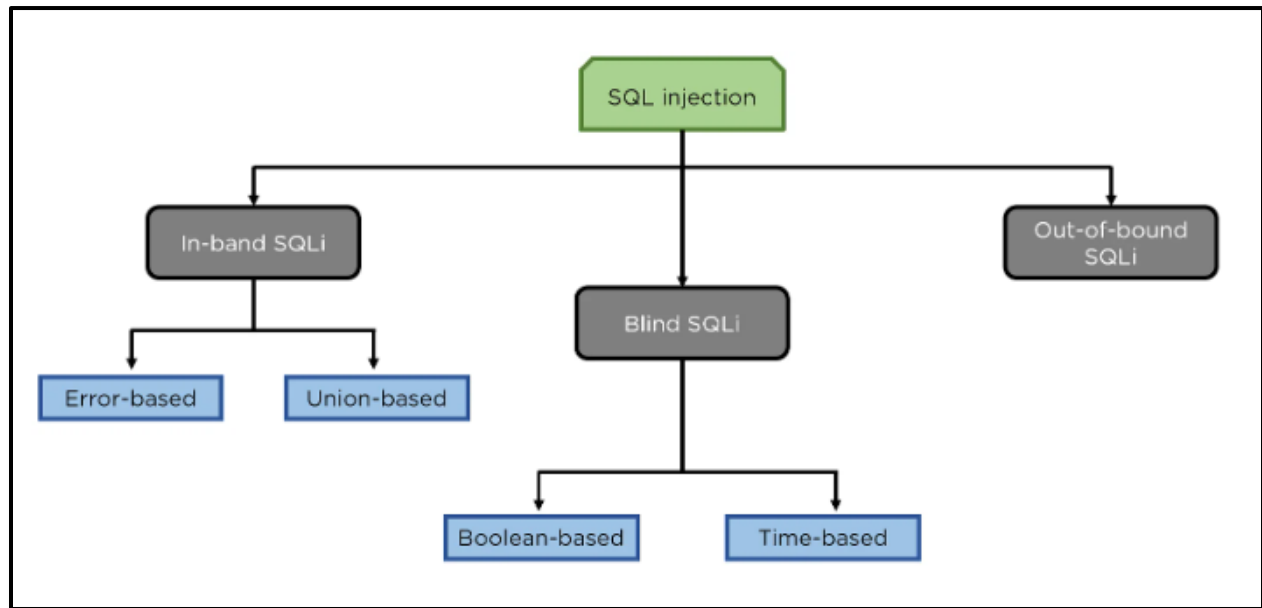 SQL injection
In-band SQLi
Out-of-bound
SQLi
Blind SQLi
Error-based
Union-based
Boolean-based
Time-based